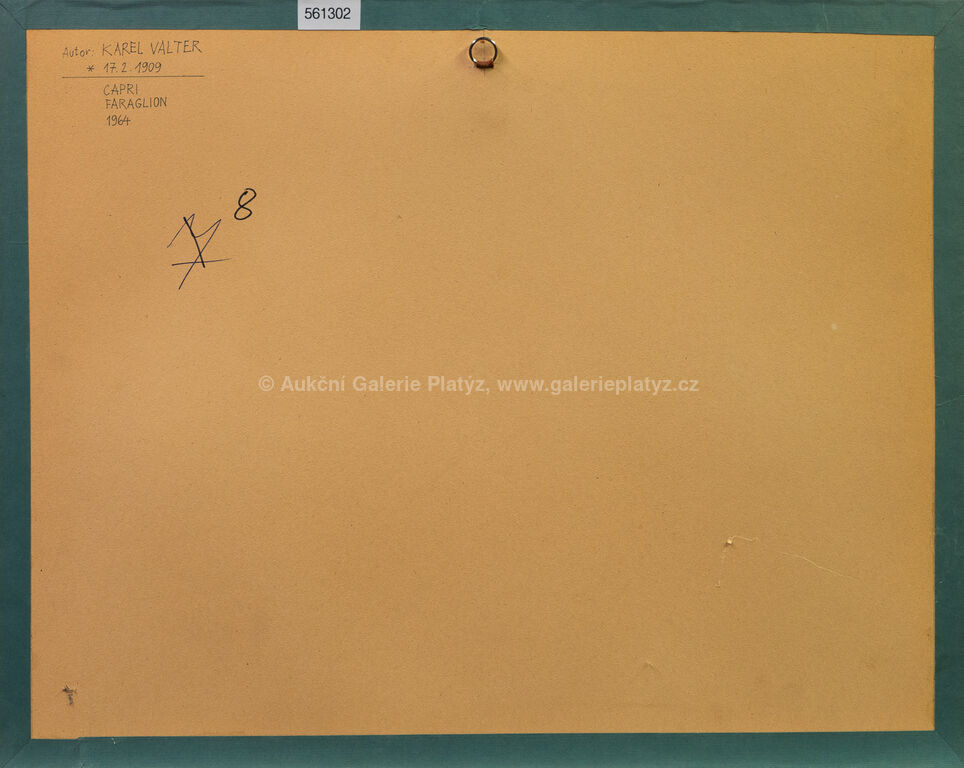 561302
Autor: KAREL VALTER
* 17.2.1909
CAPRI
FARAGLION
1964
8
© Aukční Galerie Platýz, www.galerieplatyz.cz